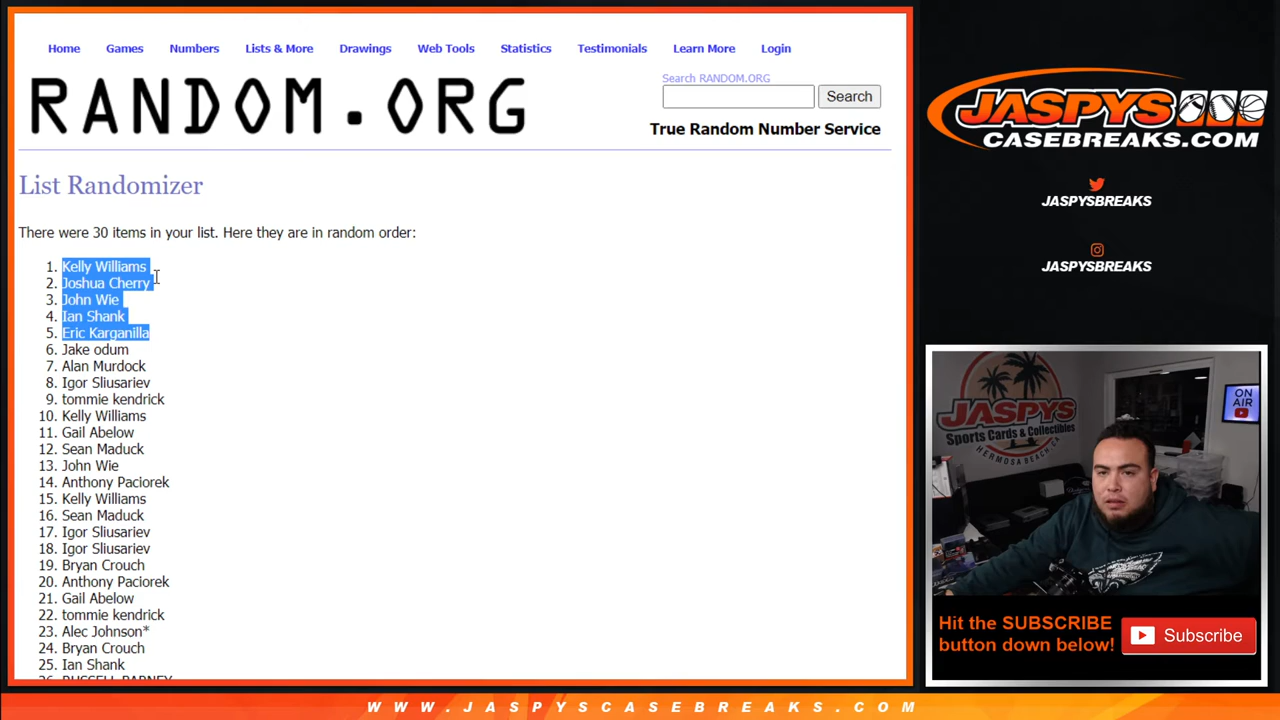 Home Games Numbers Lists & More Drawings Web Tools Statistics Testimonials Learn More Login
RANDOM.ORG
Search RANDOM.ORG
Search
True Random Number Service
List Randomizer
There were 30 items in your list. Here they are in random order:
1. Kelly Williams
2. Joshua Cherry
3. John Wie
4. Ian Shank
5. Eric Karganilla
6. Jake odum
7. Alan Murdock
8. Igor Sliusariev
9. tommie kendrick
10. Kelly Williams
11. Gail Abelow
12. Sean Maduck
13. John Wie
14. Anthony Paciorek
15. Kelly Williams
16. Sean Maduck
17. Igor Sliusariev
18. Igor Sliusariev
19. Bryan Crouch
20. Anthony Paciorek
21. Gail Abelow
22. tommie kendrick
23. Alec Johnson*
24. Bryan Crouch
25. Ian Shank
26. RUSSELL BARNEY
JASPYS
CASEBREAKS.COM
JASPYSBREAKS
JASPYSBREAKS
JASPYS
Sports Cards & Collectibles
HERMOSA BEACH, CA
ON AIR
Hit the SUBSCRIBE
button down below!
Subscribe
WWW.JASPYSCASEBREAKS.COM